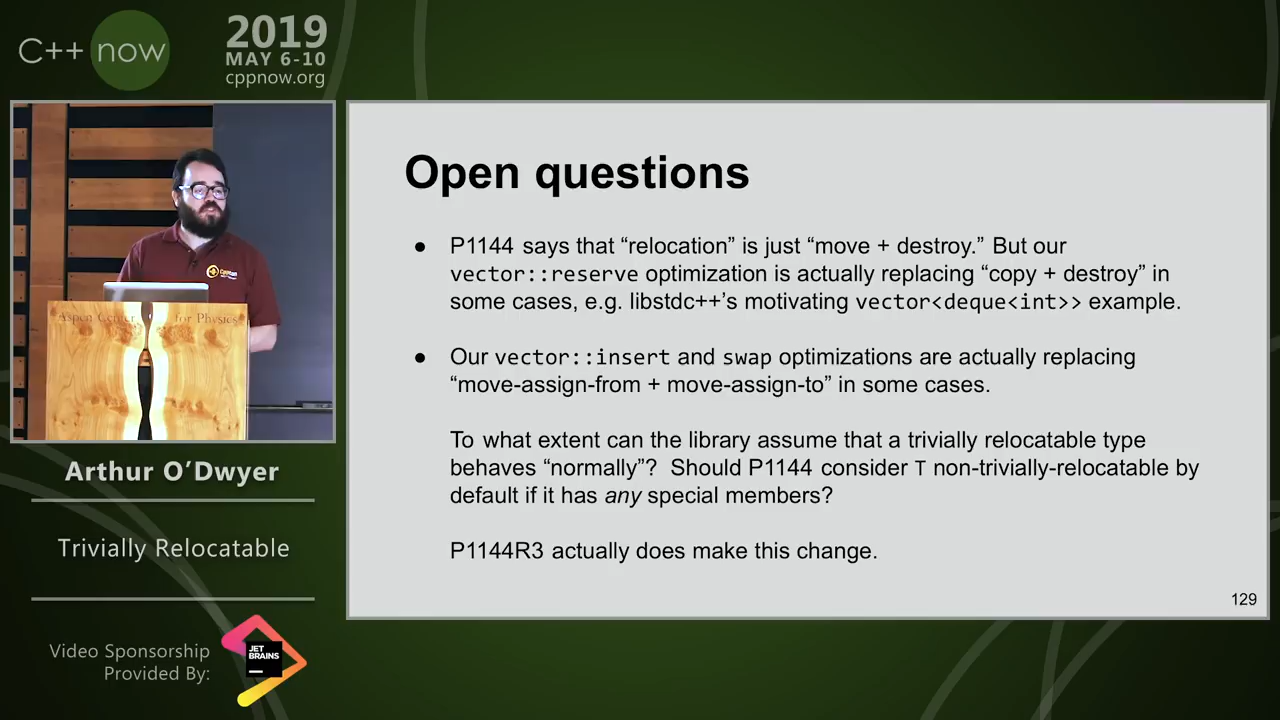 C++ now
2019
MAY 6-10
cppnow.org
Aspen Center for Physics
Arthur O’Dwyer
Trivially Relocatable
Video Sponsorship
Provided By:
JET
BRAINS
Open questions
● P1144 says that “relocation” is just “move + destroy.” But our
vector::reserve optimization is actually replacing “copy + destroy” in
some cases, e.g. libstdc++’s motivating vector<deque<int>> example.
● Our vector::insert and swap optimizations are actually replacing
“move-assign-from + move-assign-to” in some cases.
To what extent can the library assume that a trivially relocatable type
behaves “normally”? Should P1144 consider T non-trivially-relocatable by
default if it has any special members?
P1144R3 actually does make this change.
129